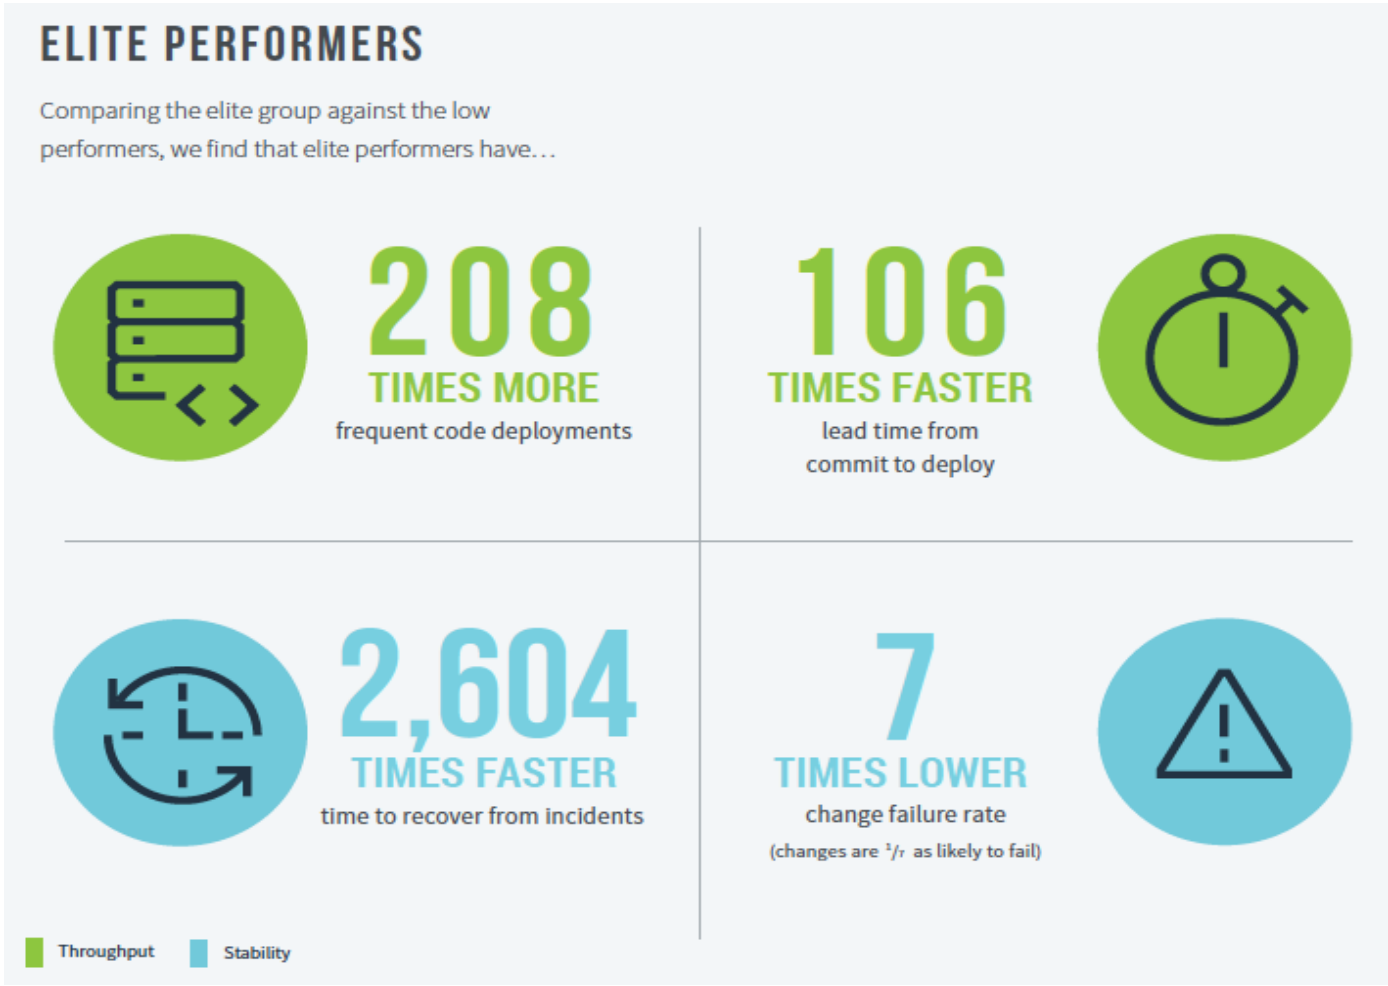 ELITE PERFORMERS
Comparing the elite group against the low
performers, we find that elite performers have...
208
TIMES MORE
frequent code deployments
106
TIMES FASTER
lead time from
commit to deploy
2,604
TIMES FASTER
time to recover from incidents
7
TIMES LOWER
change failure rate
(changes are 1/7 as likely to fail)
Throughput
Stability